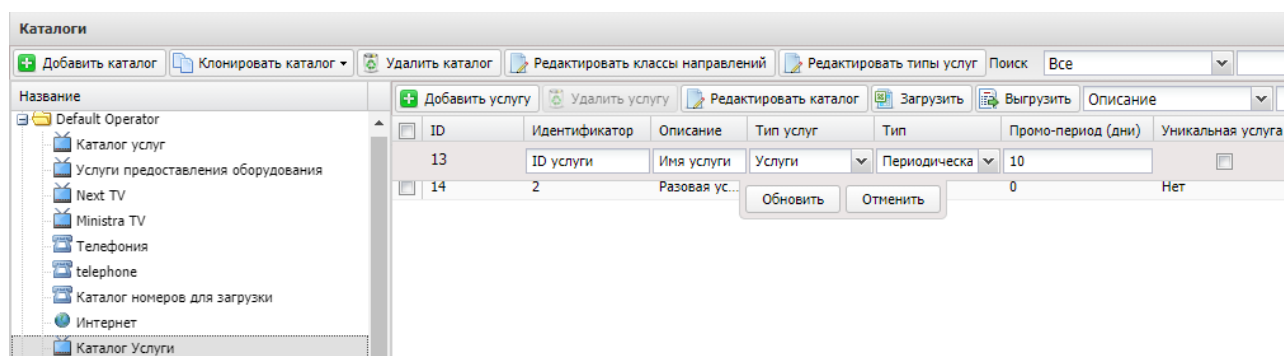 Каталоги
Добавить каталог Клонировать каталог Удалить каталог Редактировать классы направлений Редактировать типы услуг Поиск Все
Название
Добавить услугу Удалить услугу Редактировать каталог Загрузить Выгрузить Описание
Default Operator
Каталог услуг
Услуги предоставления оборудования
Next TV
Ministra TV
Телефония
telephone
Каталог номеров для загрузки
Интернет
Каталог Услуги
ID Идентификатор Описание Тип услуг Тип Промо-период (дни) Уникальная услуга
13 ID услуги Имя услуги Услуги Периодическа 10
14 2 Разовая ус... 0 Нет
Обновить Отменить